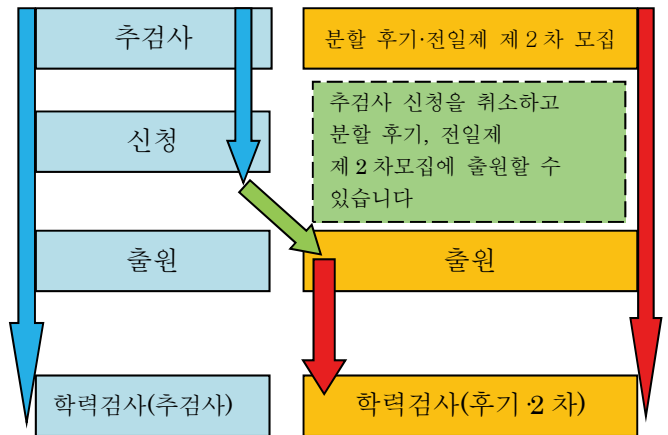 추검사
분할 후기·전일제 제 2 차 모집
추검사 신청을 취소하고
분할 후기, 전일제
제 2 차모집에 출원할 수
있습니다
신청
출원
출원
학력검사(추검사)
학력검사(후기·2 차)